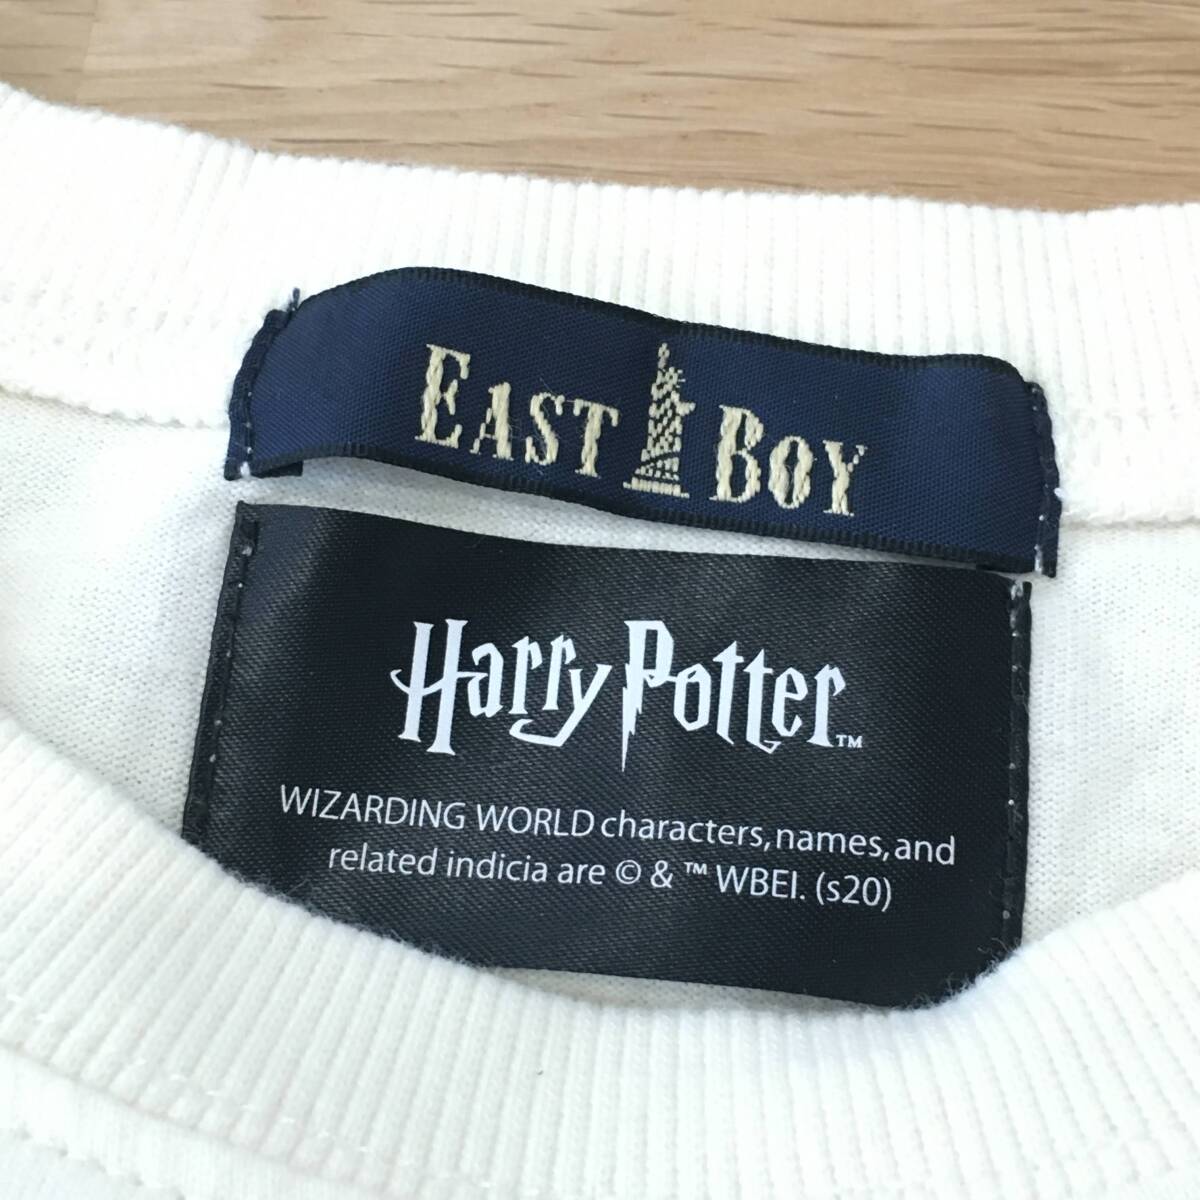 EAST BOY
Harry Potter™
WIZARDING WORLD characters, names, and
related indicia are © & ™ WBEI. (s20)